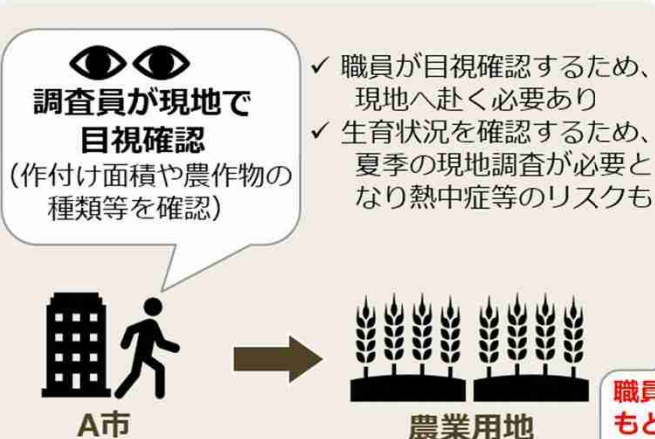 調査員が現地で
目視確認
(作付け面積や農作物の
種類等を確認)
✓ 職員が目視確認するため、
現地へ赴く必要あり
✓ 生育状況を確認するため、
夏季の現地調査が必要と
なり熱中症等のリスクも
A市
農業用地
職員
もと